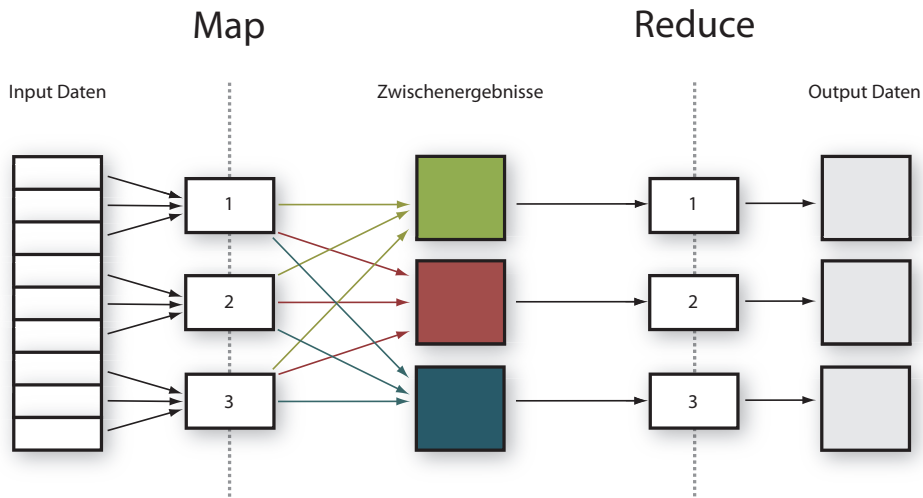 Map
Reduce
Input Daten
Zwischenergebnisse
Output Daten
1
1
2
2
3
3